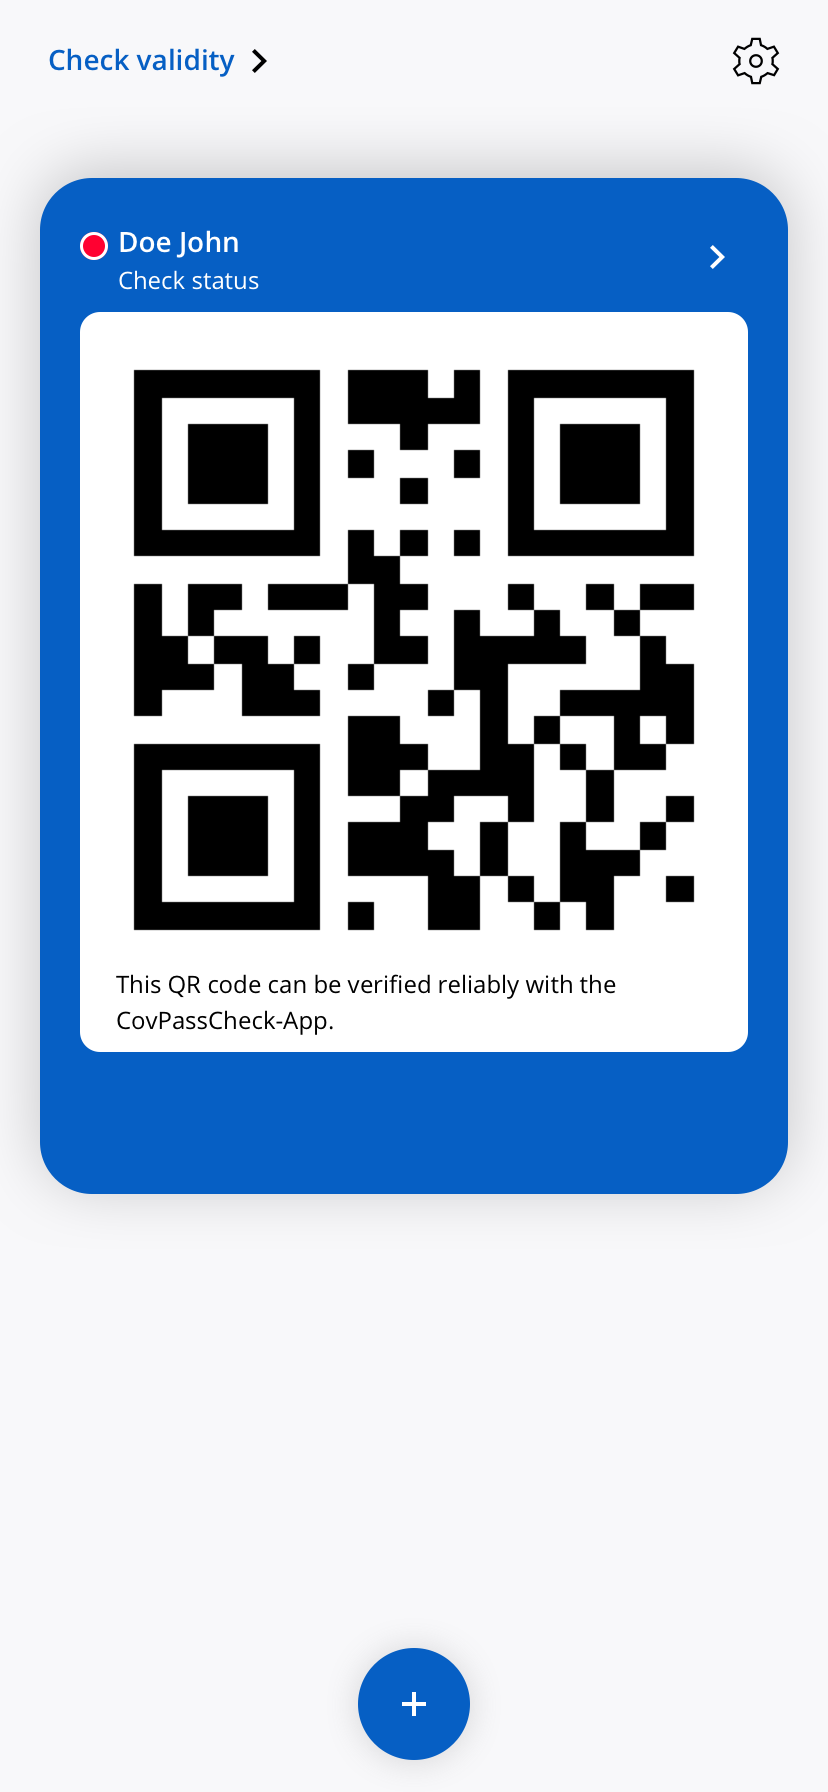 Check validity
Doe John
Check status
This QR code can be verified reliably with the
CovPassCheck-App.